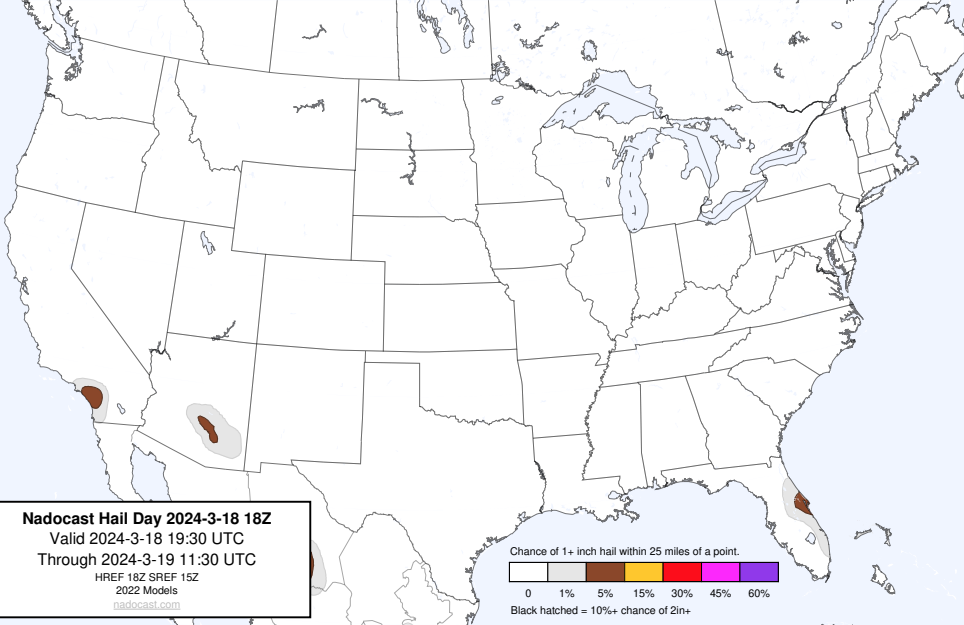 Nadocast Hail Day 2024-3-18 18Z
Valid 2024-3-18 19:30 UTC
Through 2024-3-19 11:30 UTC
HREF 18Z SREF 15Z
2022 Models
nadocast.com
Chance of 1+ inch hail within 25 miles of a point.
0 1% 5% 15% 30% 45% 60%
Black hatched = 10%+ chance of 2in+